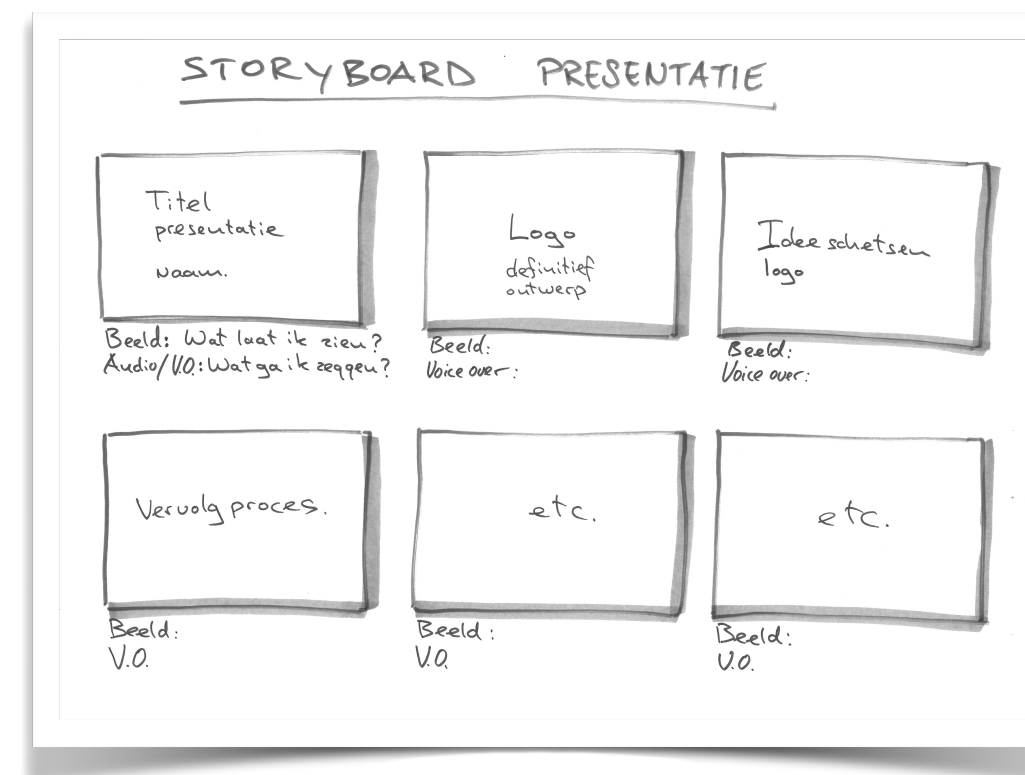 STORYBOARD PRESENTATIE
Titel
presentatie
Naam.
Beeld: Wat laat ik zien?
Audio/V.O.: Wat ga ik zeggen?
Logo
definitief
ontwerp
Beeld:
Voice over:
Idee schetsen
logo
Beeld:
Voice over:
Vervolg proces.
Beeld:
V.O.
etc.
Beeld:
V.O.
etc.
Beeld:
V.O.